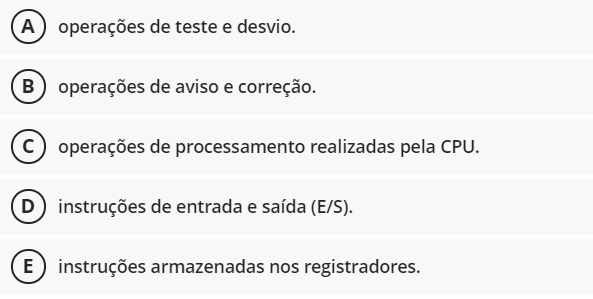 A operações de teste e desvio.
B operações de aviso e correção.
C operações de processamento realizadas pela CPU.
D instruções de entrada e saída (E/S).
E instruções armazenadas nos registradores.